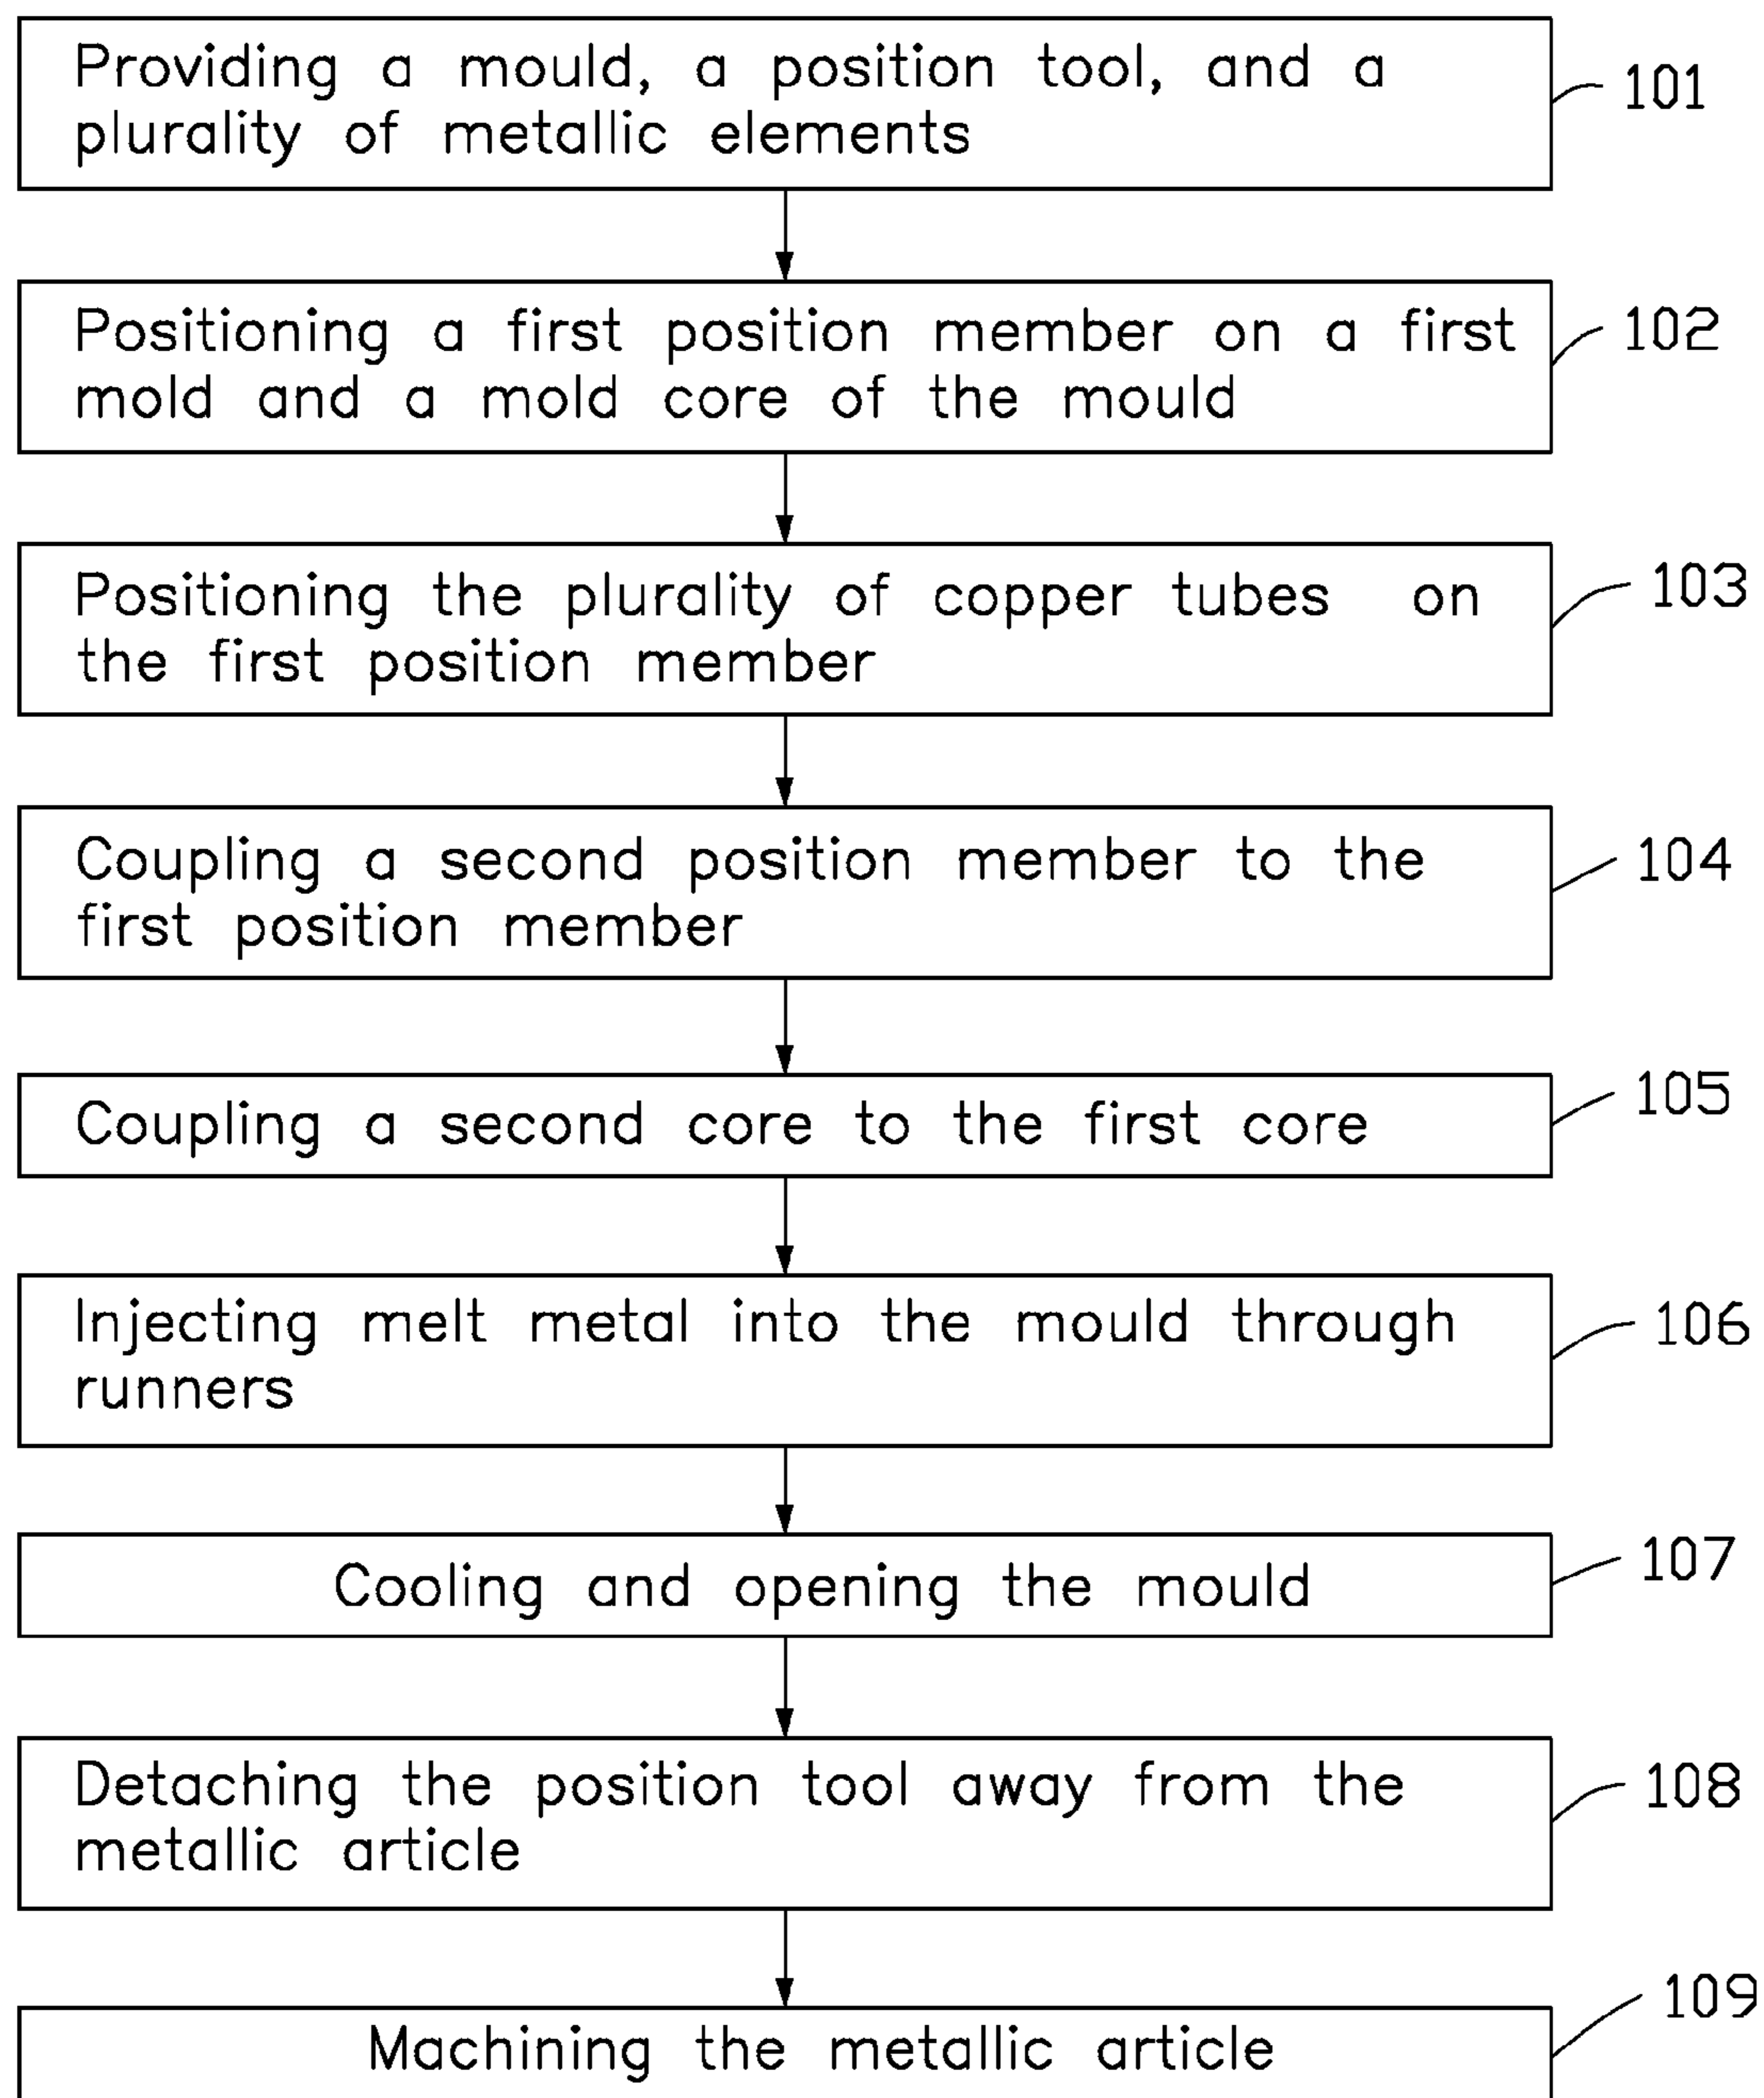 Providing a mould, a position tool, and a
plurality of metallic elements
101
Positioning a first position member on a first
mold and a mold core of the mould
102
Positioning the plurality of copper tubes on
the first position member
103
Coupling a second position member to the
first position member
104
Coupling a second core to the first core
105
Injecting melt metal into the mould through
runners
106
Cooling and opening the mould
107
Detaching the position tool away from the
metallic article
108
Machining the metallic article
109